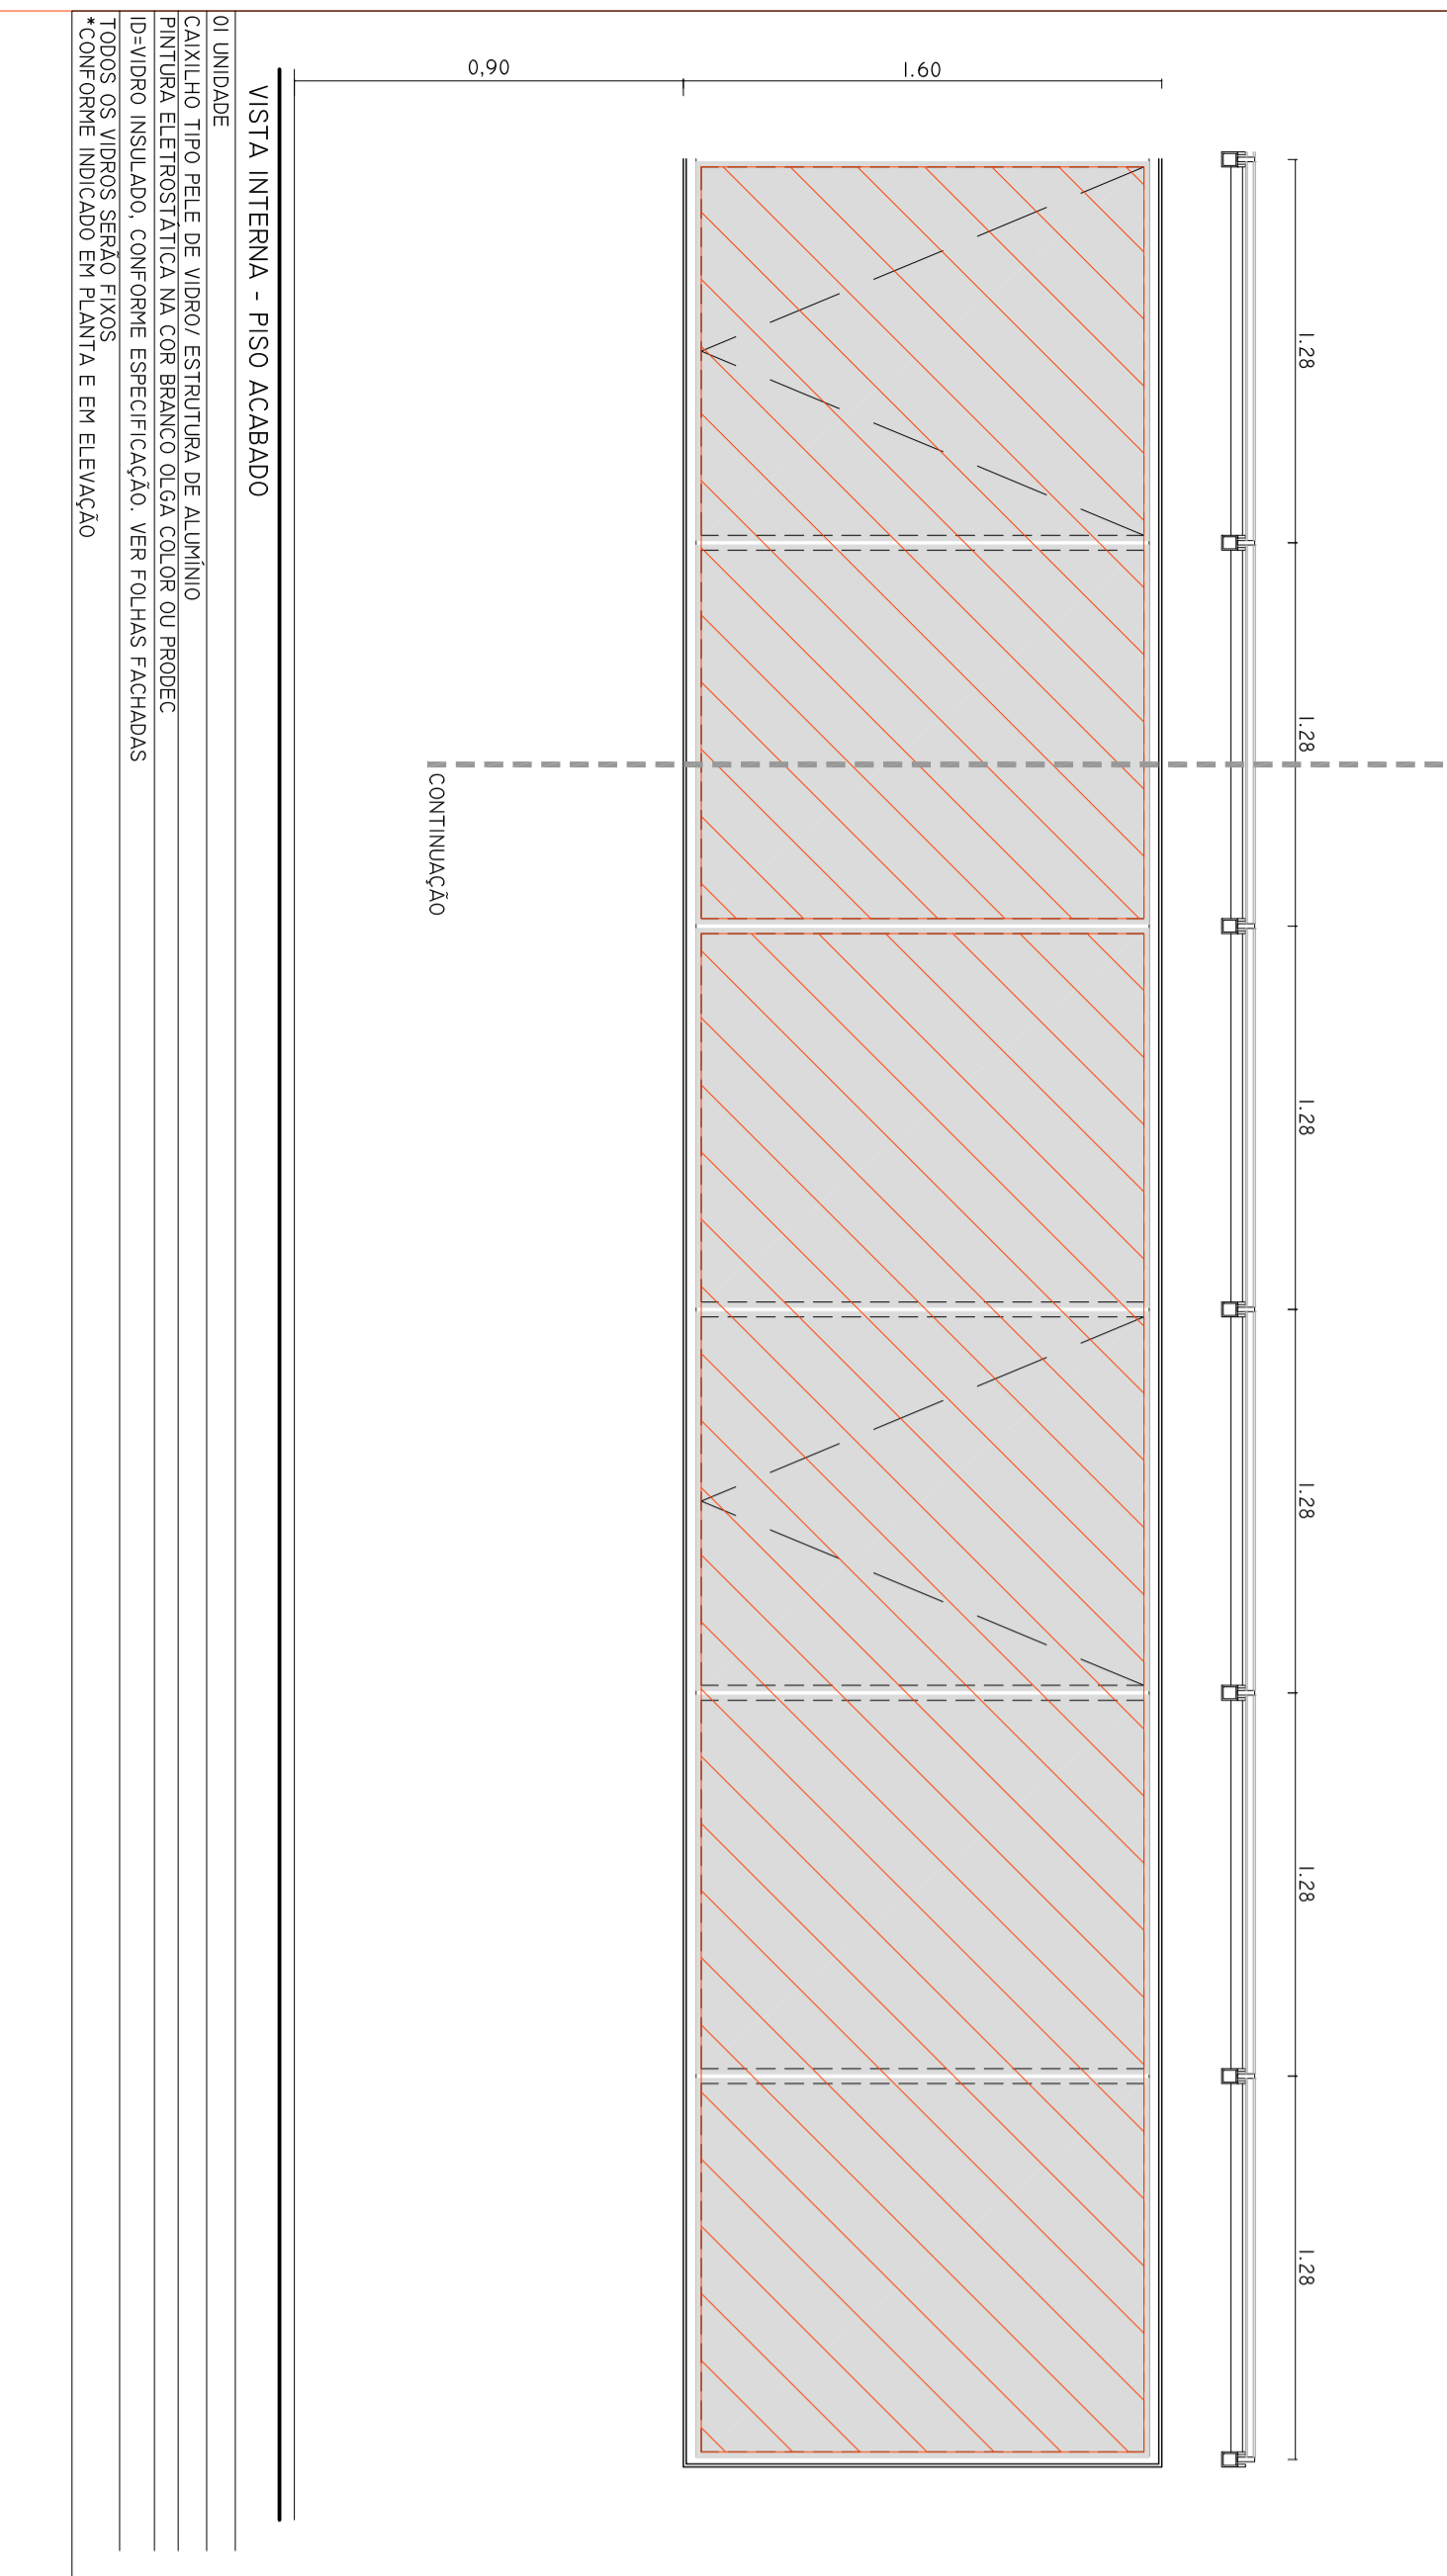 1.28
1.28
1.28
1.28
1.28
1.28
1.60
0,90
CONTINUAÇÃO
VISTA INTERNA - PISO ACABADO
01 UNIDADE
CAIXILHO TIPO PELE DE VIDRO/ ESTRUTURA DE ALUMÍNIO
PINTURA ELETROSTÁTICA NA COR BRANCO OLGA COLOR OU PRODEC
ID=VIDRO INSULADO, CONFORME ESPECIFICAÇÃO. VER FOLHAS FACHADAS
TODOS OS VIDROS SERÃO FIXOS
*CONFORME INDICADO EM PLANTA E EM ELEVAÇÃO